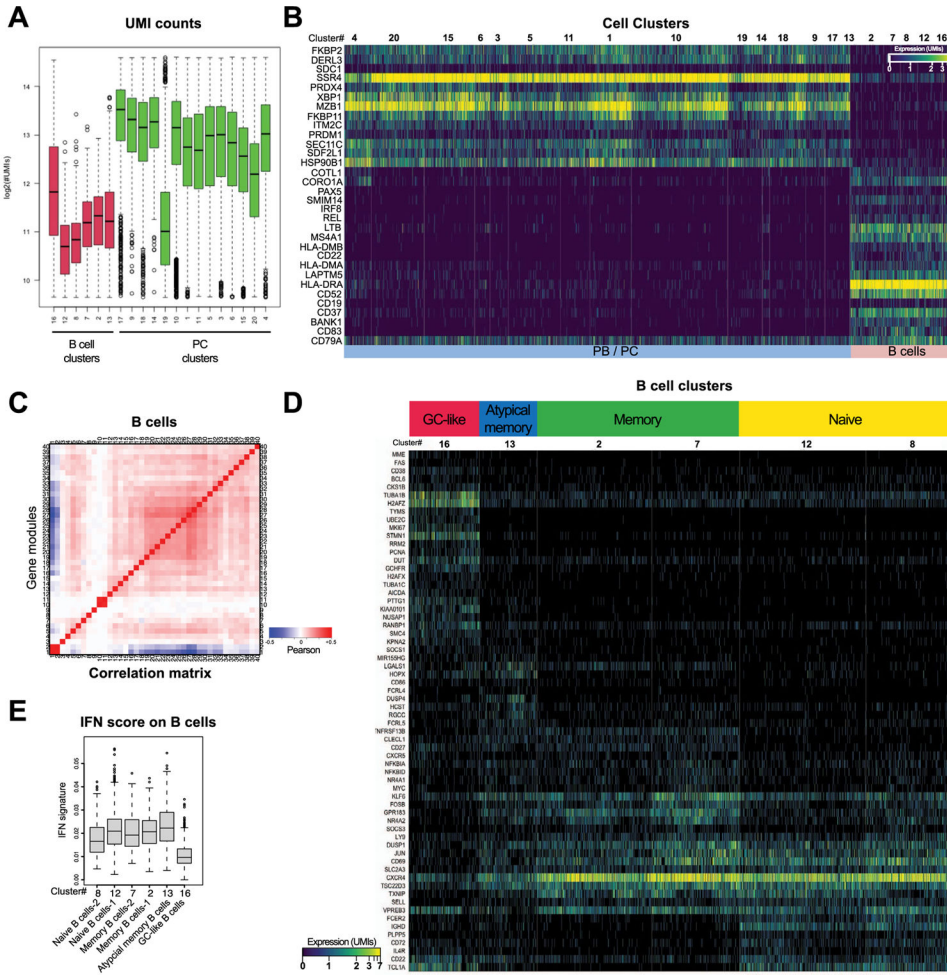 A
UMI counts
log2(#UMIs)
14
13
12
11
10
16
12
8
7
2
13
17
9
18
14
19
10
1
11
5
3
6
15
20
4
B cell
clusters
PC
clusters
B
Cell Clusters
Cluster#
4 20 15 6 3 5 11 1 10 19 14 18 9 17 13 2 7 8 12 16
Expression (UMIs)
0 1 2 3
FKBP2
DERL3
SDC1
SSR4
PRDX4
XBP1
MZB1
FKBP11
ITM2C
PRDM1
SEC11C
SDF2L1
HSP90B1
COTL1
CORO1A
PAX5
SMIM14
IRF8
REL
LTB
MS4A1
HLA-DMB
CD22
HLA-DMA
LAPTM5
HLA-DRA
CD52
CD19
CD37
BANK1
CD83
CD79A
PB / PC
B cells
C
B cells
Gene modules
Correlation matrix
-0.5 0 +0.5
Pearson
D
B cell clusters
GC-like
Atypical
memory
Memory
Naive
Cluster#
16 13 2 7 12 8
MME
FAS
CD38
BCL6
CKS1B
TUBA1B
H2AFZ
TYMS
UBE2C
MKI67
STMN1
RRM2
PCNA
DUT
GCHFR
H2AFX
TUBA1C
AICDA
PTTG1
KIAA0101
NUSAP1
RANBP1
SMC4
KPNA2
SOCS1
MIR155HG
LGALS1
HOPX
CD86
FCRL4
DUSP4
HCST
RGCC
FCRL5
TNFRSF13B
CLECL1
CD27
CXCR5
NFKBIA
NFKBID
NR4A1
MYC
KLF6
FOSB
GPR183
NR4A2
SOCS3
LY9
DUSP1
JUN
CD69
SLC2A3
CXCR4
TSC22D3
TXNIP
SELL
VPREB3
FCER2
IGHD
PLPP5
CD72
IL4R
CD22
TCL1A
Expression (UMIs)
0 1 2 3 7
E
IFN score on B cells
IFN signature
0.05
0.04
0.03
0.02
0.01
0.00
Cluster#
8 12 7 2 13 16
Naive B cells-2
Naive B cells-1
Memory B cells-2
Memory B cells-1
Atypcial memory B cells
GC-like B cells